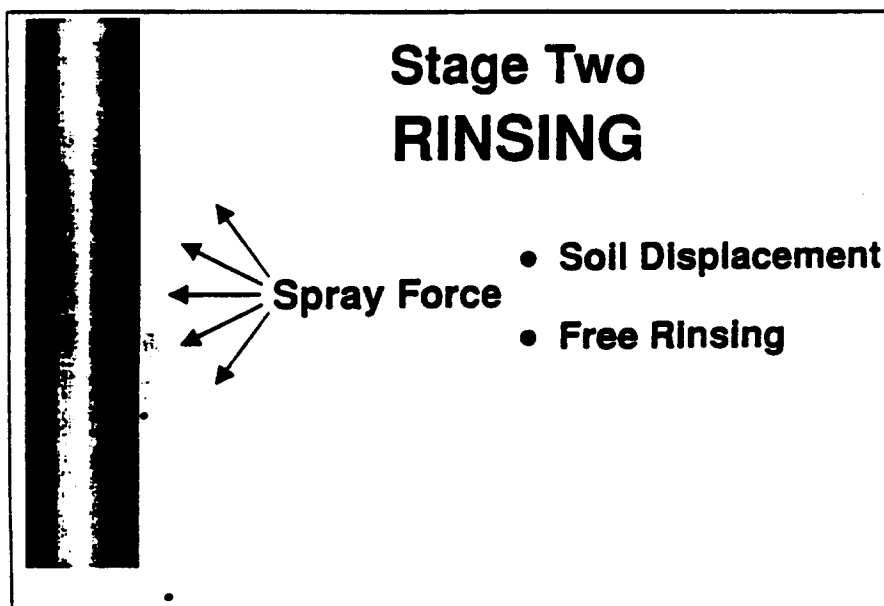 Stage Two
RINSING
Spray Force
• Soil Displacement
• Free Rinsing